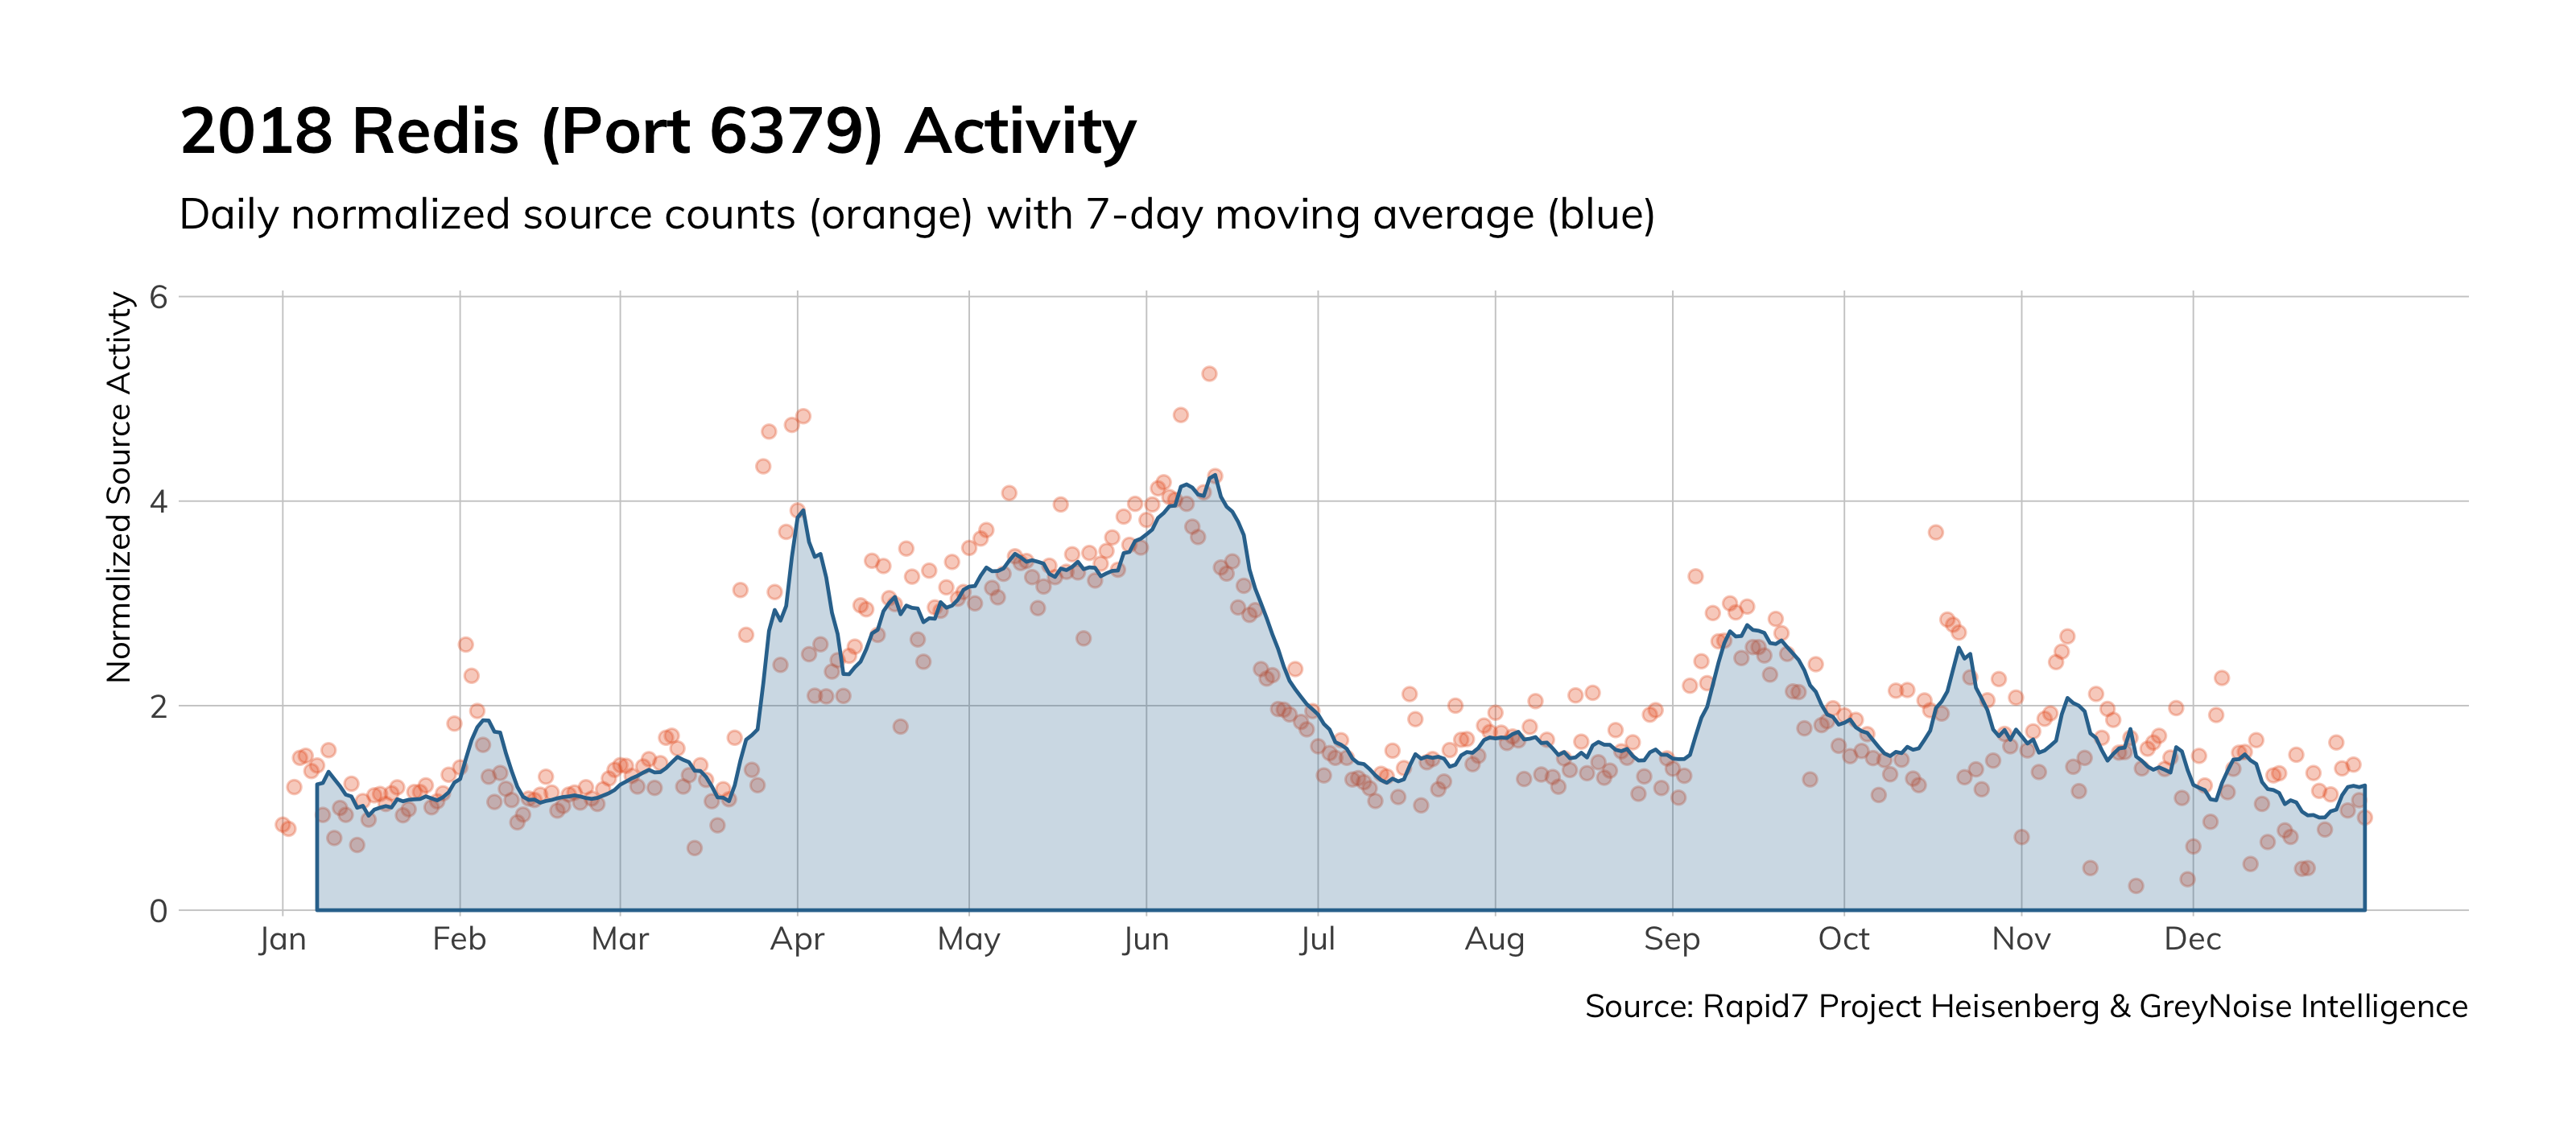 2018 Redis (Port 6379) Activity
Daily normalized source counts (orange) with 7-day moving average (blue)
Normalized Source Activty
6
4
2
0
Jan Feb Mar Apr May Jun Jul Aug Sep Oct Nov Dec
Source: Rapid7 Project Heisenberg & GreyNoise Intelligence